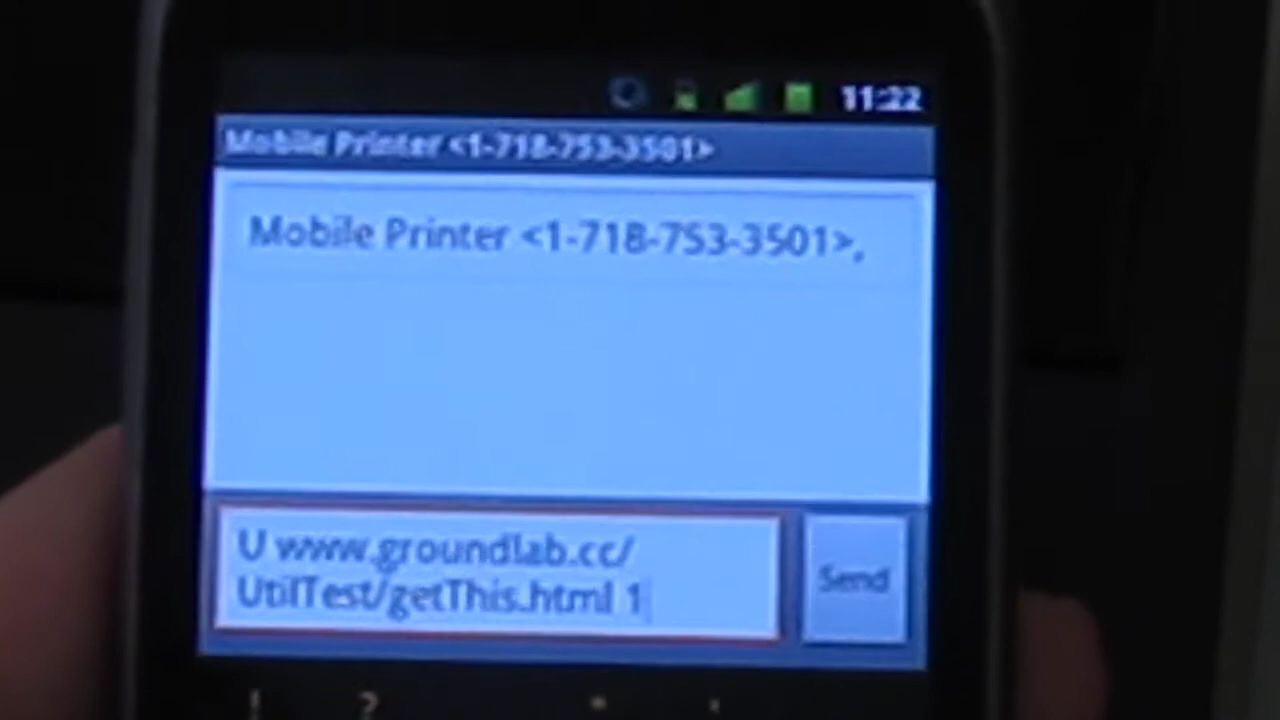 11:22
Mobile Printer <1-718-753-3501>
Mobile Printer <1-718-753-3501>,
U www.groundlab.cc/
UtilTest/getThis.html 1
Send
! ? " '